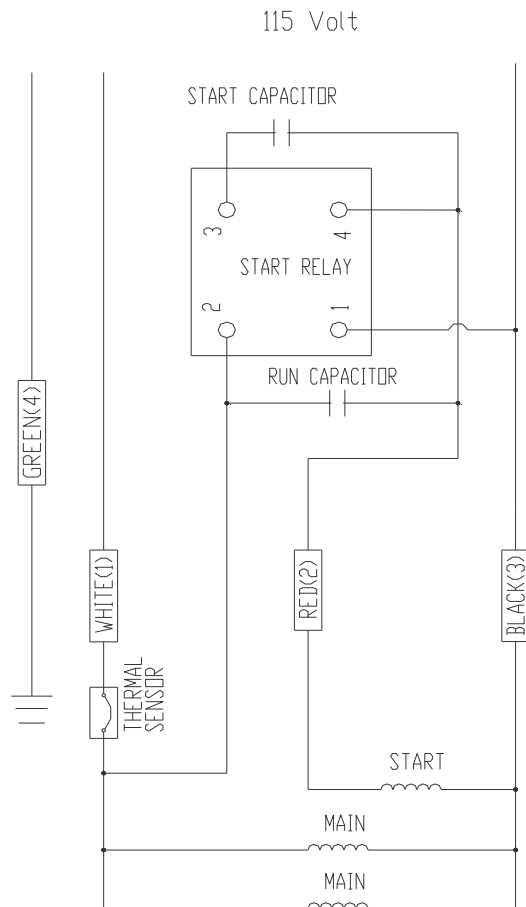 115 Volt
START CAPACITOR
3
4
START RELAY
2
1
RUN CAPACITOR
GREEN(4)
WHITE(1)
RED(2)
BLACK(3)
THERMAL
SENSOR
START
MAIN
MAIN